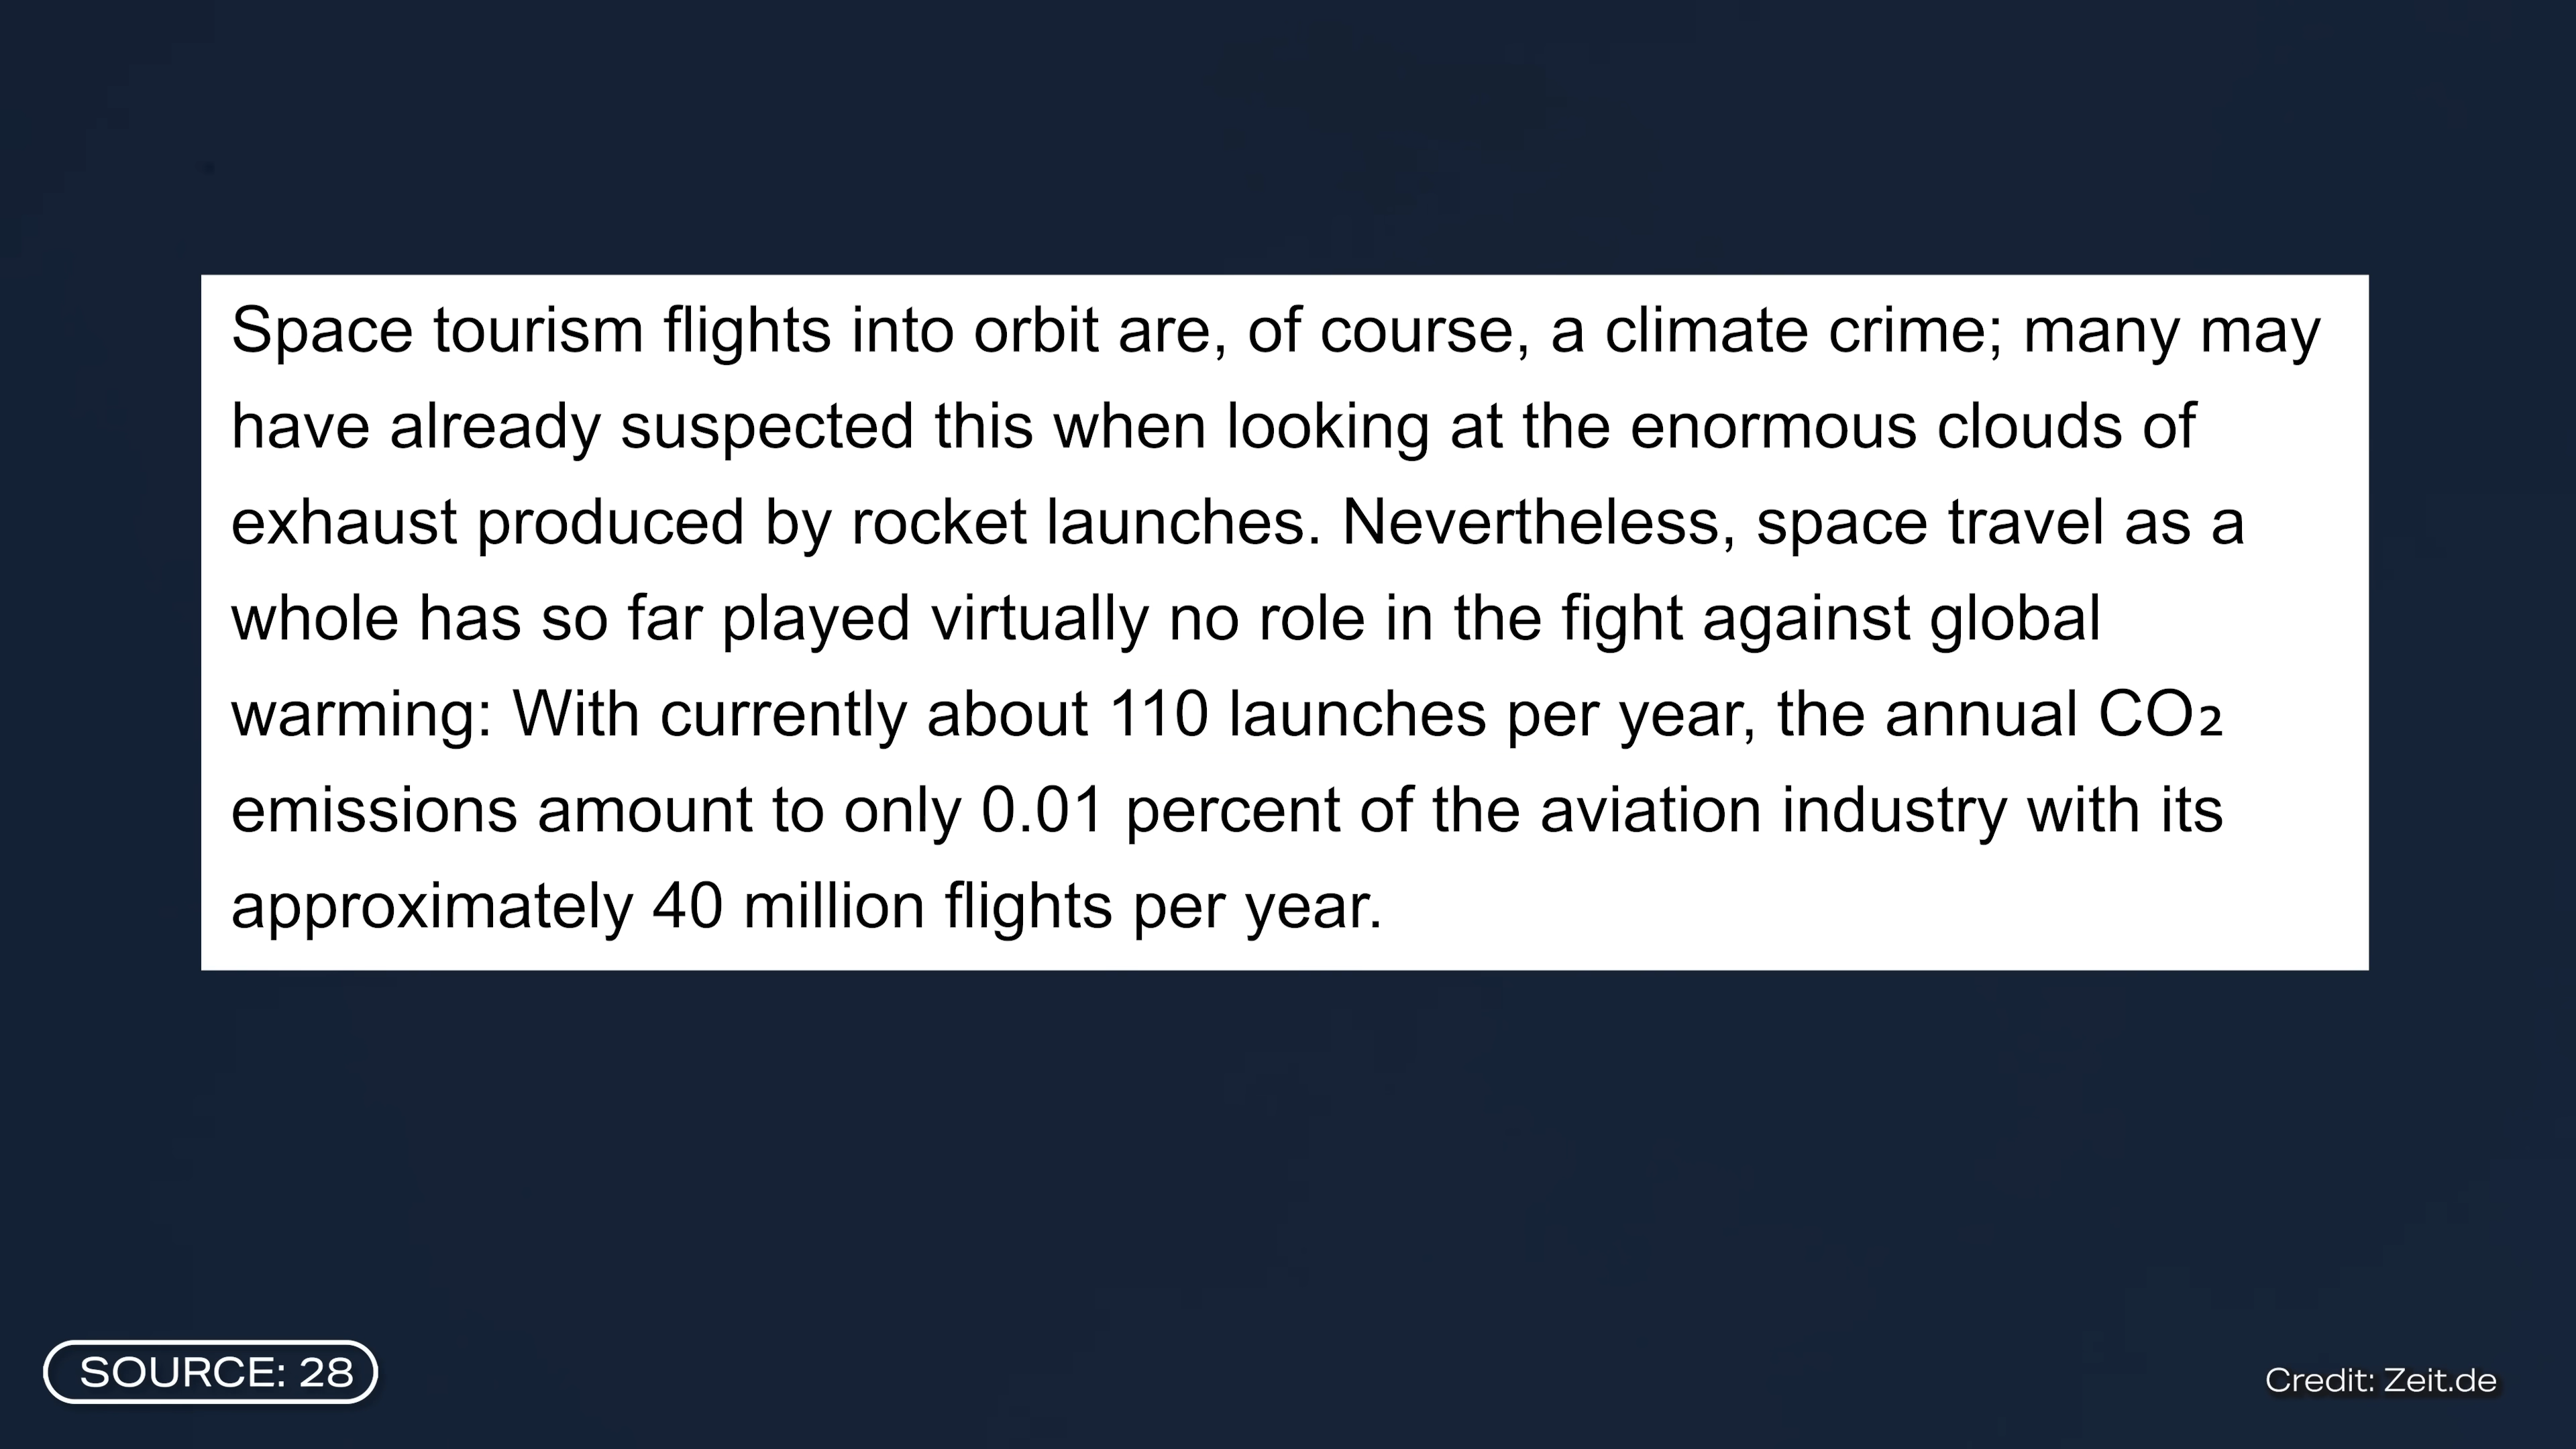 Space tourism flights into orbit are, of course, a climate crime; many may
have already suspected this when looking at the enormous clouds of
exhaust produced by rocket launches. Nevertheless, space travel as a
whole has so far played virtually no role in the fight against global
warming: With currently about 110 launches per year, the annual CO₂
emissions amount to only 0.01 percent of the aviation industry with its
approximately 40 million flights per year.
SOURCE: 28
Credit: Zeit.de